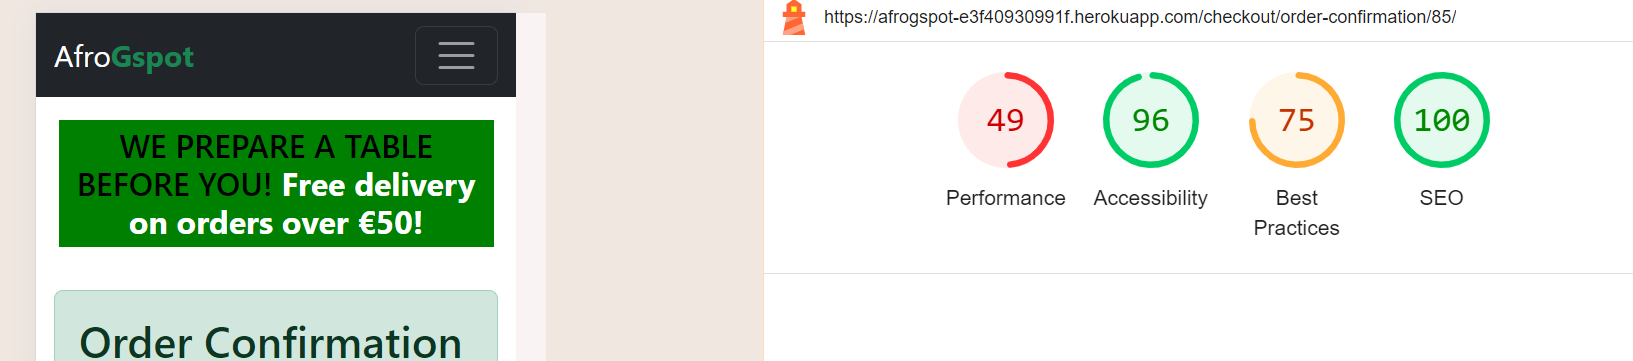 AfroGspot
WE PREPARE A TABLE
BEFORE YOU! Free delivery
on orders over €50!
Order Confirmation
https://afrogspot-e3f40930991f.herokuapp.com/checkout/order-confirmation/85/
49
96
75
100
Performance
Accessibility
Best
Practices
SEO